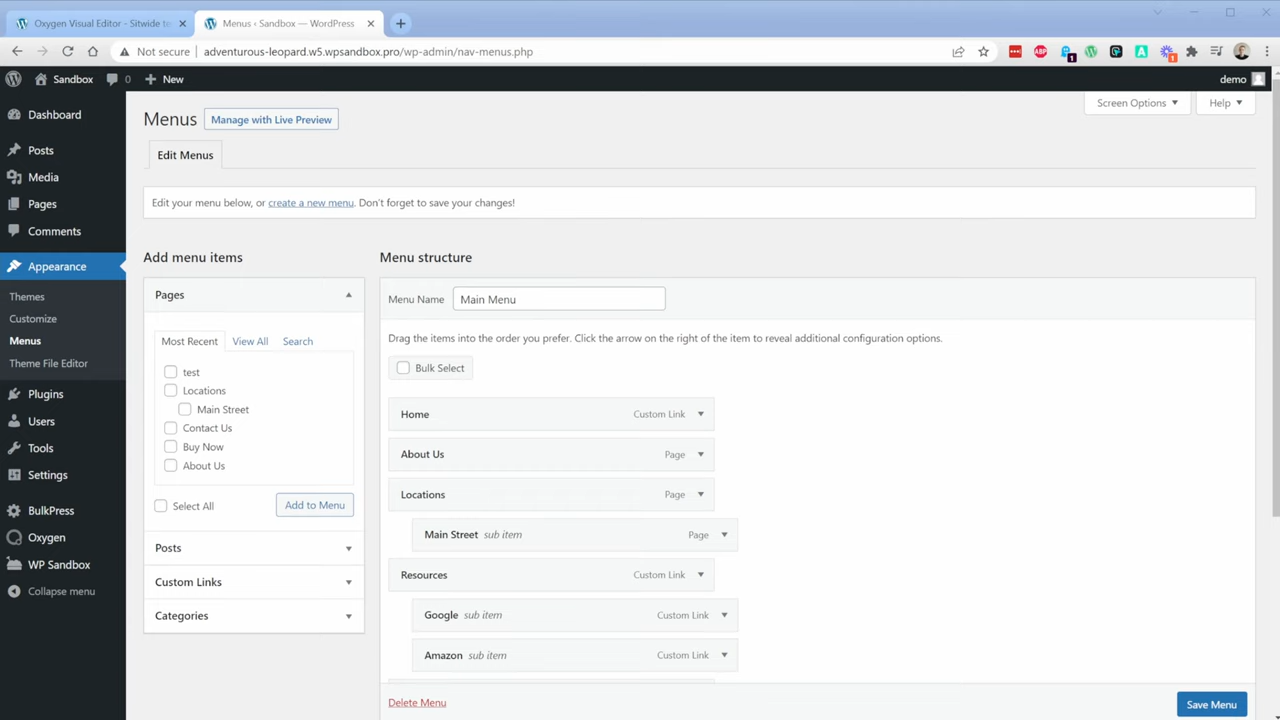 Oxygen Visual Editor - Sitwide te
Menus ‹ Sandbox — WordPress
Not secure
adventurous-leopard.w5.wpsandbox.pro/wp-admin/nav-menus.php
ABP
1
1
Sandbox
0
New
demo
Dashboard
Posts
Media
Pages
Comments
Appearance
Themes
Customize
Menus
Theme File Editor
Plugins
Users
Tools
Settings
BulkPress
Oxygen
WP Sandbox
Collapse menu
Menus
Manage with Live Preview
Screen Options
Help
Edit Menus
Edit your menu below, or create a new menu. Don't forget to save your changes!
Add menu items
Pages
Most Recent
View All
Search
test
Locations
Main Street
Contact Us
Buy Now
About Us
Select All
Add to Menu
Posts
Custom Links
Categories
Menu structure
Menu Name
Main Menu
Drag the items into the order you prefer. Click the arrow on the right of the item to reveal additional configuration options.
Bulk Select
Home Custom Link
About Us Page
Locations Page
Main Street sub item Page
Resources Custom Link
Google sub item Custom Link
Amazon sub item Custom Link
Delete Menu
Save Menu